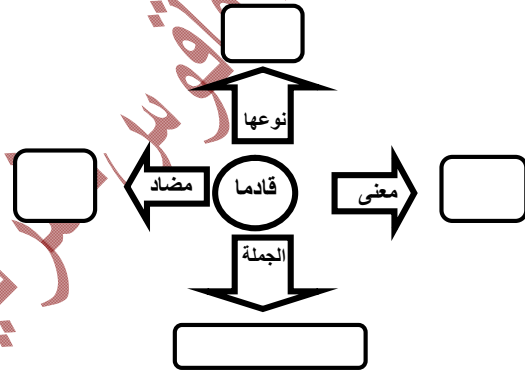 نوعها
معنى
قادما
مضاد
الجملة